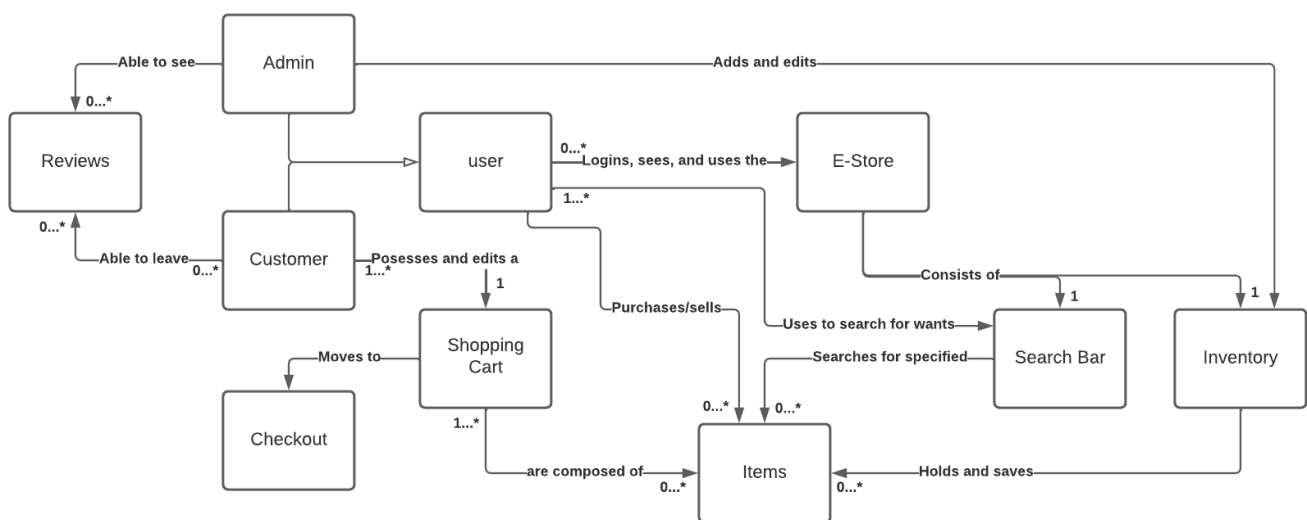 Admin
Able to see
Adds and edits
0...*
Reviews
user
0...*
Logins, sees, and uses the
E-Store
1...*
0...*
Able to leave
0...*
Customer
1...*
Posesses and edits a
1
Consists of
1
1
Purchases/sells
Uses to search for wants
Moves to
Shopping
Cart
Searches for specified
Search Bar
Inventory
0...*
0...*
1...*
Checkout
are composed of
0...*
Items
Holds and saves
0...*